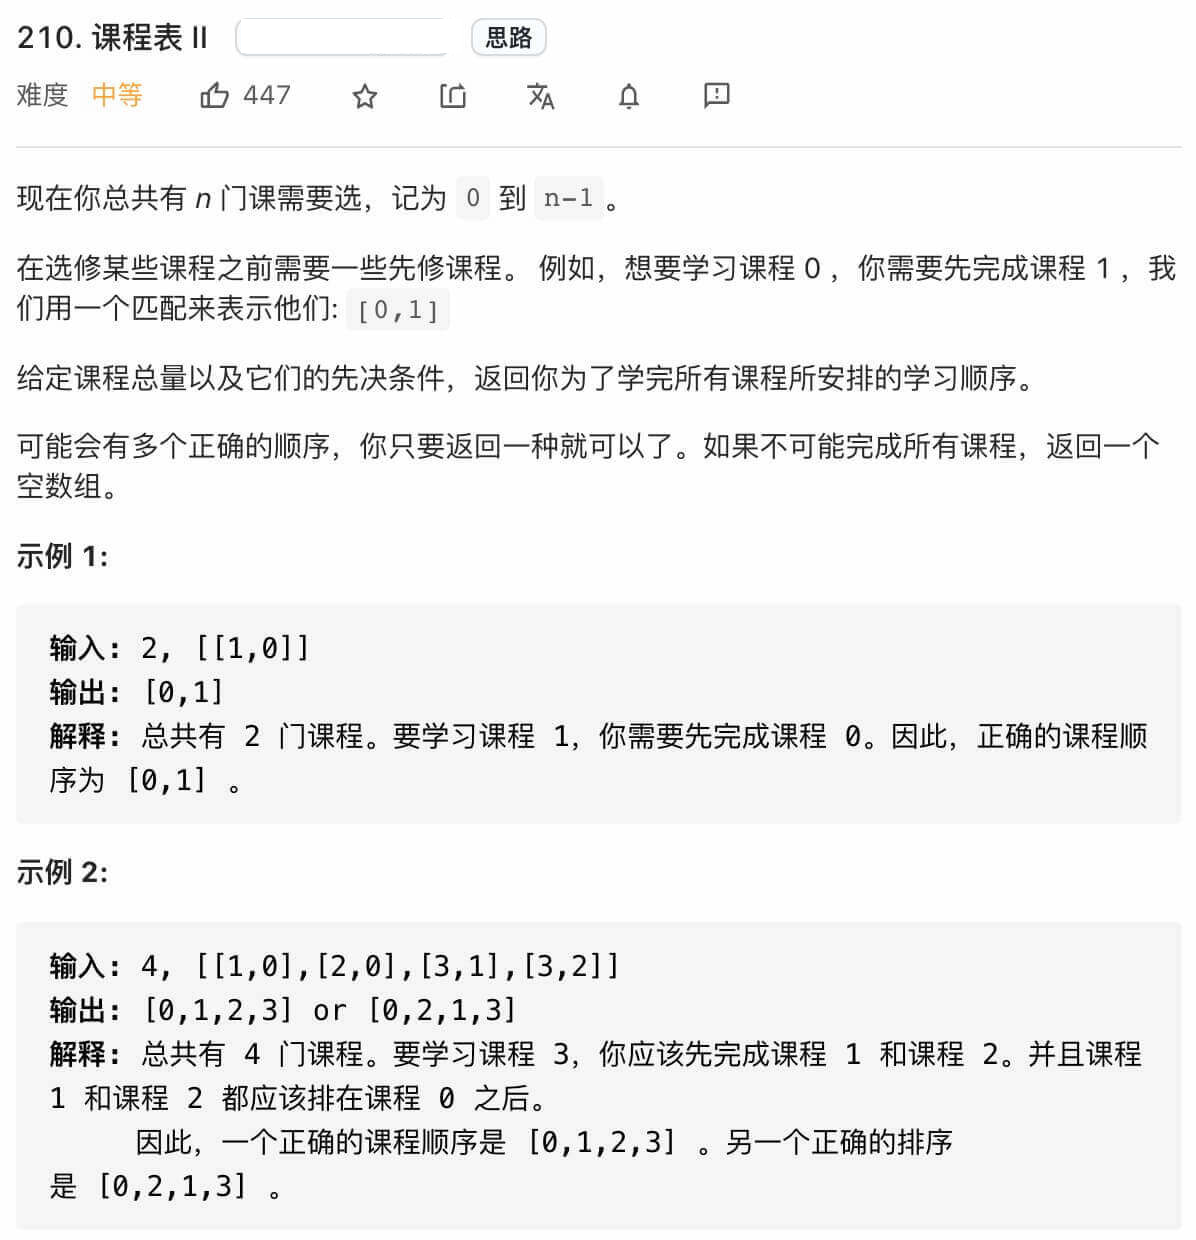 210. 课程表 II 思路
难度 中等 447
现在你总共有 n 门课需要选，记为 0 到 n-1 。
在选修某些课程之前需要一些先修课程。 例如，想要学习课程 0 ，你需要先完成课程 1 ，我
们用一个匹配来表示他们: [0,1]
给定课程总量以及它们的先决条件，返回你为了学完所有课程所安排的学习顺序。
可能会有多个正确的顺序，你只要返回一种就可以了。如果不可能完成所有课程，返回一个
空数组。
示例 1:
输入: 2, [[1,0]]
输出: [0,1]
解释: 总共有 2 门课程。要学习课程 1，你需要先完成课程 0。因此，正确的课程顺
序为 [0,1] 。
示例 2:
输入: 4, [[1,0],[2,0],[3,1],[3,2]]
输出: [0,1,2,3] or [0,2,1,3]
解释: 总共有 4 门课程。要学习课程 3，你应该先完成课程 1 和课程 2。并且课程
1 和课程 2 都应该排在课程 0 之后。
因此，一个正确的课程顺序是 [0,1,2,3] 。另一个正确的排序
是 [0,2,1,3] 。